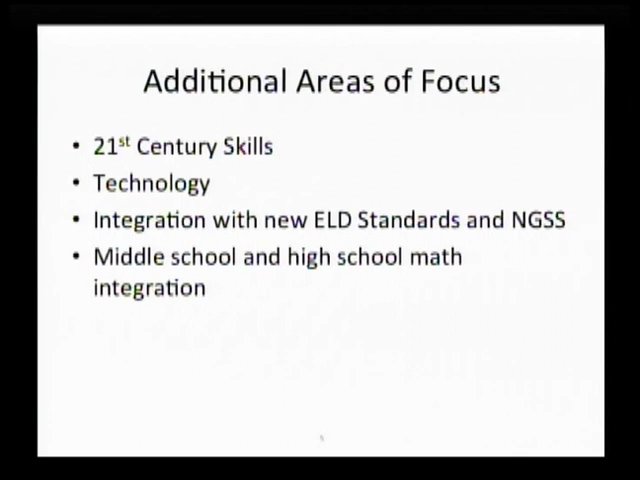 Additional Areas of Focus
• 21st Century Skills
• Technology
• Integration with new ELD Standards and NGSS
• Middle school and high school math
integration